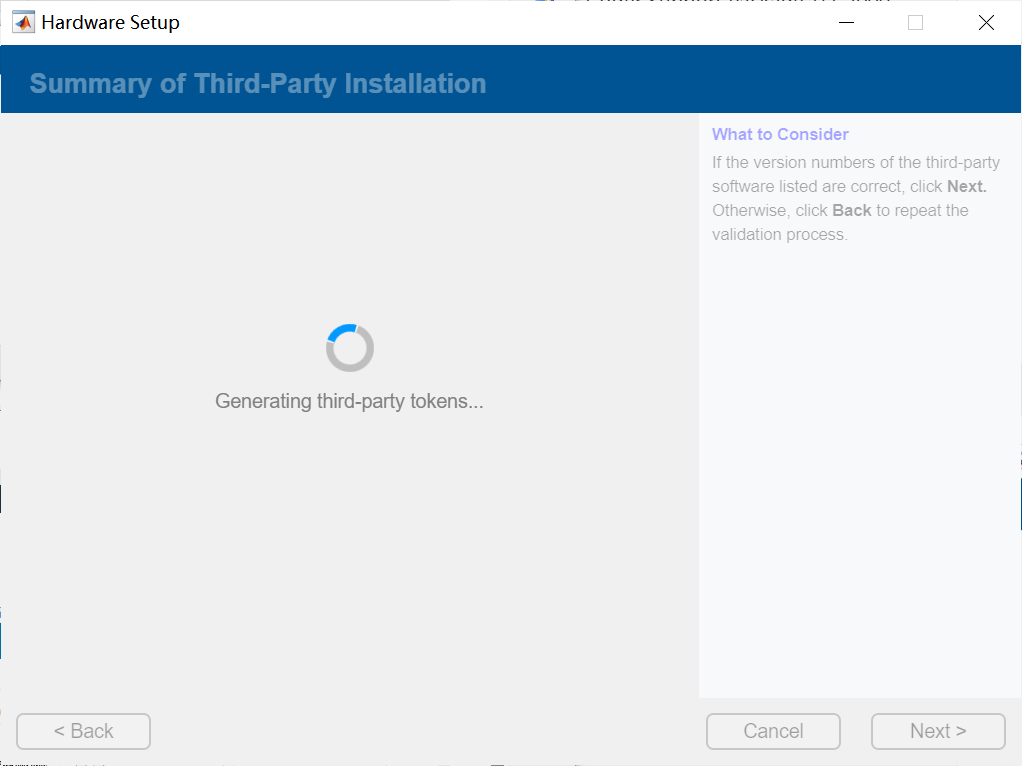 Hardware Setup
Summary of Third-Party Installation
What to Consider
If the version numbers of the third-party
software listed are correct, click Next.
Otherwise, click Back to repeat the
validation process.
Generating third-party tokens...
< Back
Cancel
Next >